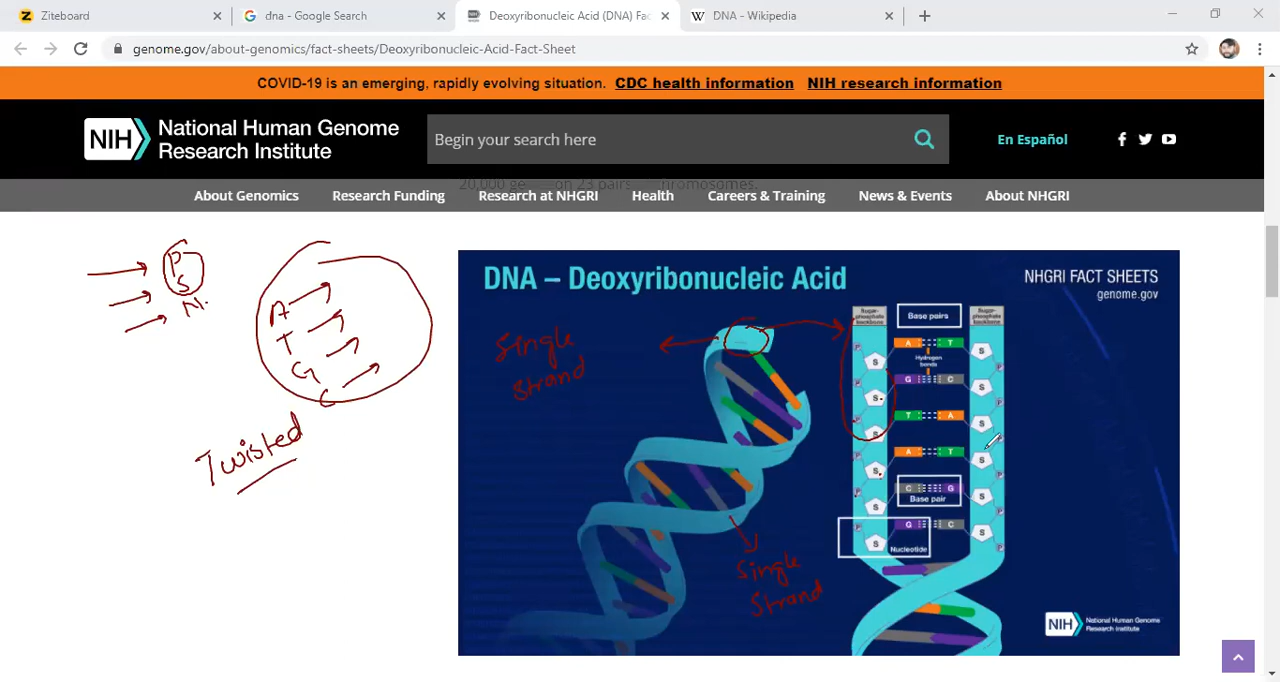 Ziteboard
dna - Google Search
Deoxyribonucleic Acid (DNA) Fac
DNA - Wikipedia
genome.gov/about-genomics/fact-sheets/Deoxyribonucleic-Acid-Fact-Sheet
COVID-19 is an emerging, rapidly evolving situation. CDC health information NIH research information
NIH National Human Genome
Research Institute
Begin your search here
En Español
About Genomics Research Funding Research at NHGRI Health Careers & Training News & Events About NHGRI
P
S
N.
A
T
G
C
Twisted
DNA – Deoxyribonucleic Acid
NHGRI FACT SHEETS
genome.gov
Single
Strand
Single
Strand
Sugar
phosphate
backbone
Base pairs
Sugar
phosphate
backbone
P S A T S P
Hydrogen
bonds
P S G C S P
P S T A S P
P S A T S P
P S C G S P
Base pair
P S G C S P
Nucleotide
NIH National Human Genome
Research Institute